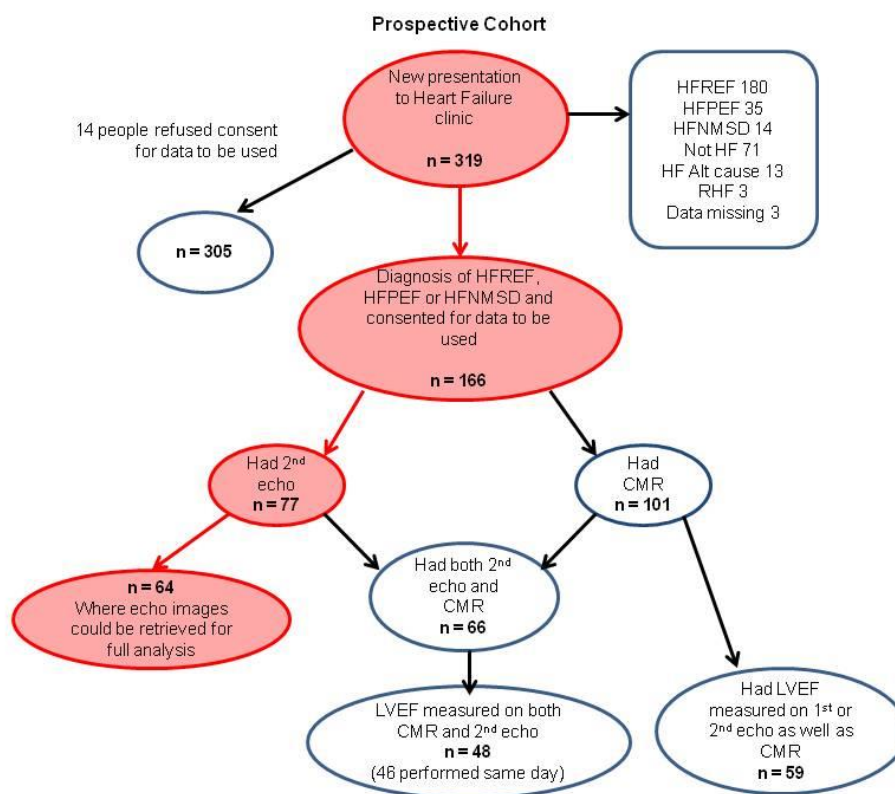 Prospective Cohort
New presentation
to Heart Failure
clinic
n = 319
HFREF 180
HFPEF 35
HFNMSD 14
Not HF 71
HF Alt cause 13
RHF 3
Data missing 3
14 people refused consent
for data to be used
n = 305
Diagnosis of HFREF,
HFPEF or HFNMSD and
consented for data to be
used
n = 166
Had 2nd
echo
n = 77
Had
CMR
n = 101
n = 64
Where echo images
could be retrieved for
full analysis
Had both 2nd
echo and
CMR
n = 66
LVEF measured on both
CMR and 2nd echo
n = 48
(46 performed same day)
Had LVEF
measured on 1st or
2nd echo as well as
CMR
n = 59